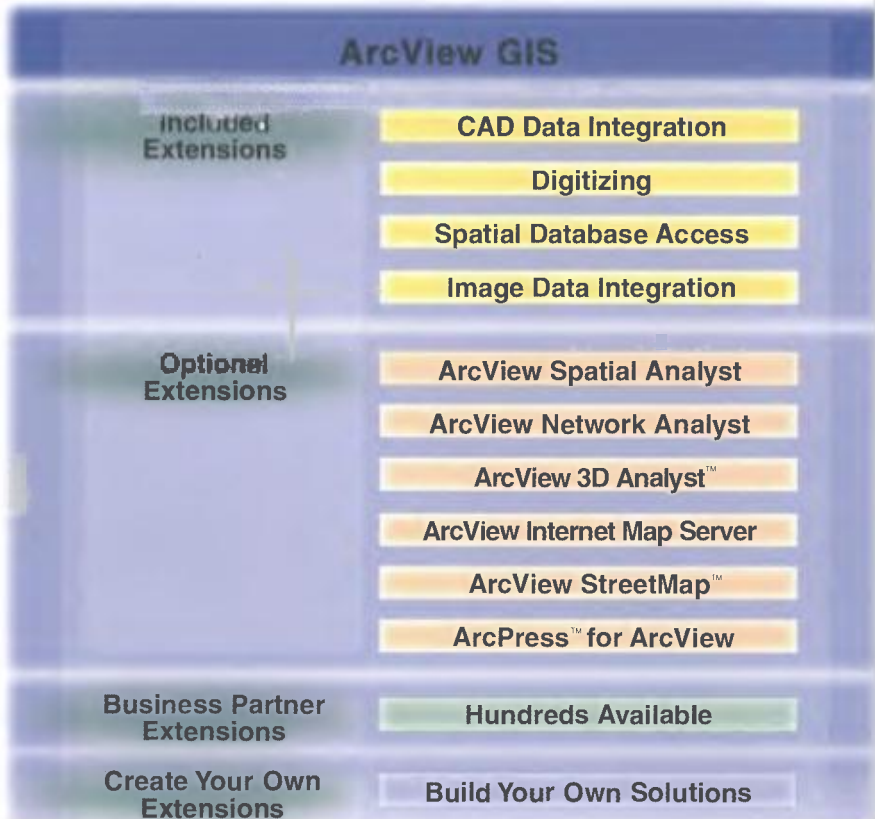 ArcView GIS
Included
Extensions
CAD Data Integration
Digitizing
Spatial Database Access
Image Data Integration
Optional
Extensions
ArcView Spatial Analyst
ArcView Network Analyst
ArcView 3D Analyst™
ArcView Internet Map Server
ArcView StreetMap™
ArcPress™ for ArcView
Business Partner
Extensions
Hundreds Available
Create Your Own
Extensions
Build Your Own Solutions